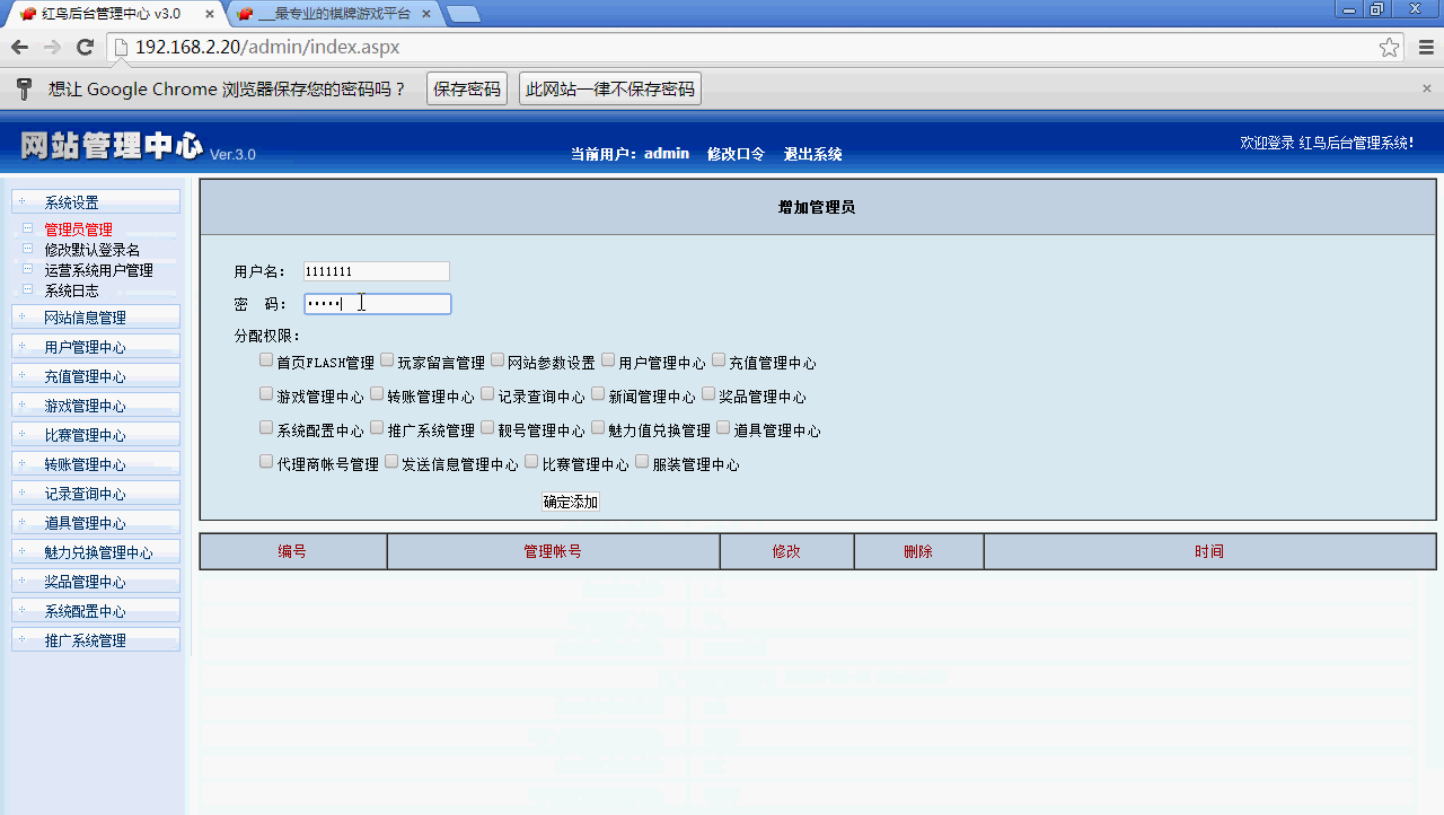 红鸟后台管理中心 v3.0
__最专业的棋牌游戏平台
192.168.2.20/admin/index.aspx
想让 Google Chrome 浏览器保存您的密码吗？ 保存密码 此网站一律不保存密码
网站管理中心 Ver.3.0
当前用户：admin 修改口令 退出系统
欢迎登录 红鸟后台管理系统!
系统设置
管理员管理
修改默认登录名
运营系统用户管理
系统日志
网站信息管理
用户管理中心
充值管理中心
游戏管理中心
比赛管理中心
转账管理中心
记录查询中心
道具管理中心
魅力兑换管理中心
奖品管理中心
系统配置中心
推广系统管理
增加管理员
用户名： 1111111
密 码： •••••
分配权限：
首页FLASH管理 玩家留言管理 网站参数设置 用户管理中心 充值管理中心
游戏管理中心 转账管理中心 记录查询中心 新闻管理中心 奖品管理中心
系统配置中心 推广系统管理 靓号管理中心 魅力值兑换管理 道具管理中心
代理商帐号管理 发送信息管理中心 比赛管理中心 服装管理中心
确定添加
编号 管理帐号 修改 删除 时间